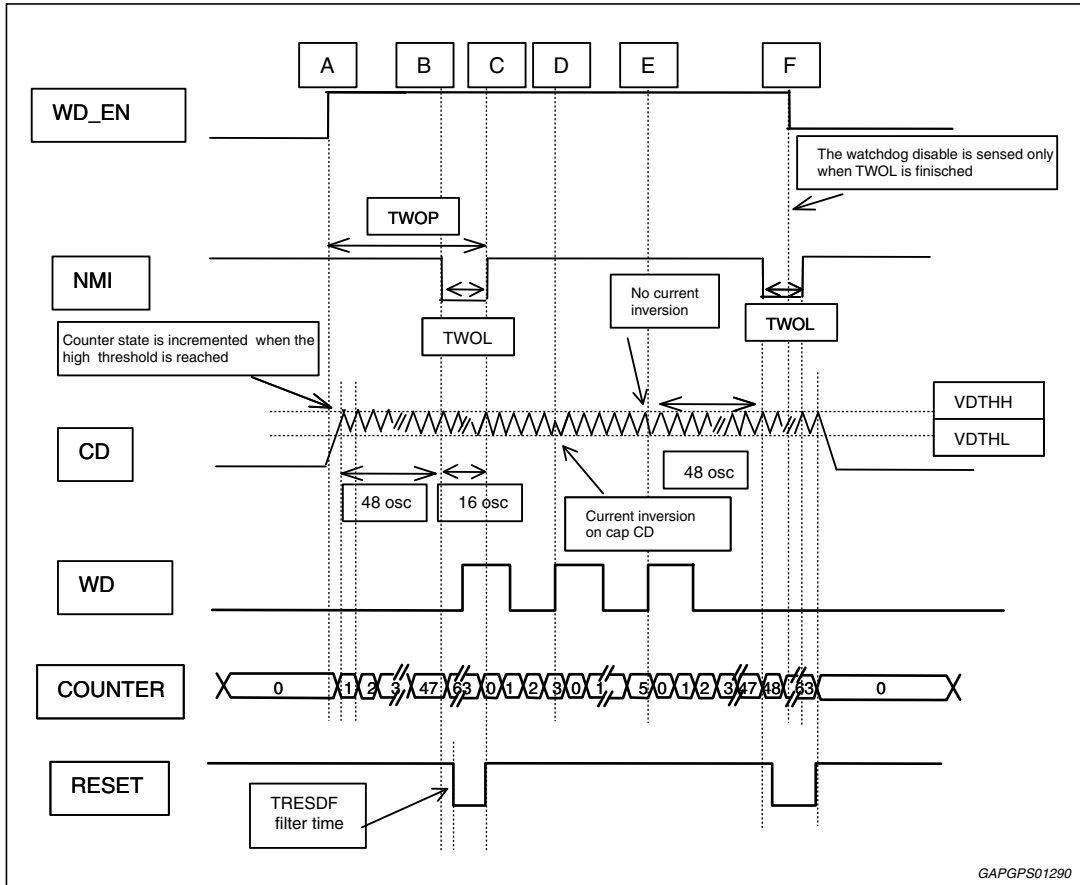 A B C D E F
WD_EN
The watchdog disable is sensed only
when TWOL is finisched
TWOP
NMI
No current
inversion
TWOL
TWOL
Counter state is incremented when the
high threshold is reached
VDTHH
VDTHL
CD
48 osc
16 osc
48 osc
Current inversion
on cap CD
WD
COUNTER
0 1 2 3 47 63 0 1 2 3 0 1 5 0 1 2 3 47 48 63 0
RESET
TRESDF
filter time
GAPGPS01290